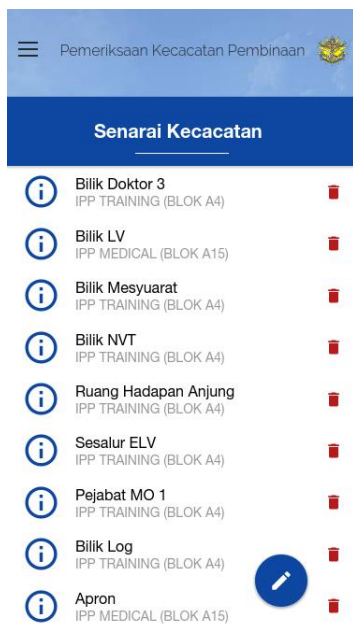 Pemeriksaan Kecacatan Pembinaan
Senarai Kecacatan
Bilik Doktor 3
IPP TRAINING (BLOK A4)
Bilik LV
IPP MEDICAL (BLOK A15)
Bilik Mesyuarat
IPP TRAINING (BLOK A4)
Bilik NVT
IPP TRAINING (BLOK A4)
Ruang Hadapan Anjung
IPP TRAINING (BLOK A4)
Sesalur ELV
IPP TRAINING (BLOK A4)
Pejabat MO 1
IPP TRAINING (BLOK A4)
Bilik Log
IPP TRAINING (BLOK A4)
Apron
IPP MEDICAL (BLOK A15)